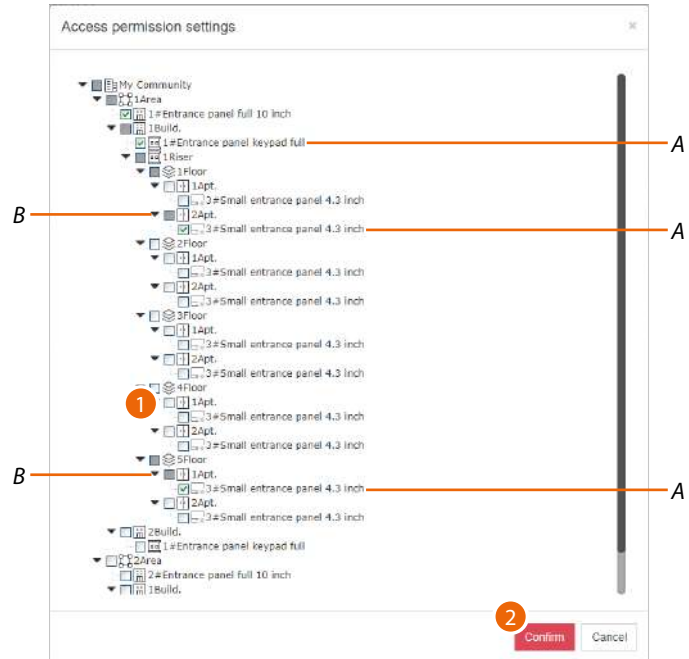 Access permission settings ×
My Community
1Area
1#Entrance panel full 10 inch
1Build.
1#Entrance panel keypad full A
1Riser
1Floor
1Apt.
3#Small entrance panel 4.3 inch
B 2Apt.
3#Small entrance panel 4.3 inch A
2Floor
1Apt.
3#Small entrance panel 4.3 inch
2Apt.
3#Small entrance panel 4.3 inch
3Floor
1Apt.
3#Small entrance panel 4.3 inch
2Apt.
3#Small entrance panel 4.3 inch
4Floor
1 1Apt.
3#Small entrance panel 4.3 inch
2Apt.
3#Small entrance panel 4.3 inch
5Floor
B 1Apt.
3#Small entrance panel 4.3 inch A
2Apt.
3#Small entrance panel 4.3 inch
2Build.
1#Entrance panel keypad full
2Area
2#Entrance panel full 10 inch
1Build.
2
Confirm Cancel